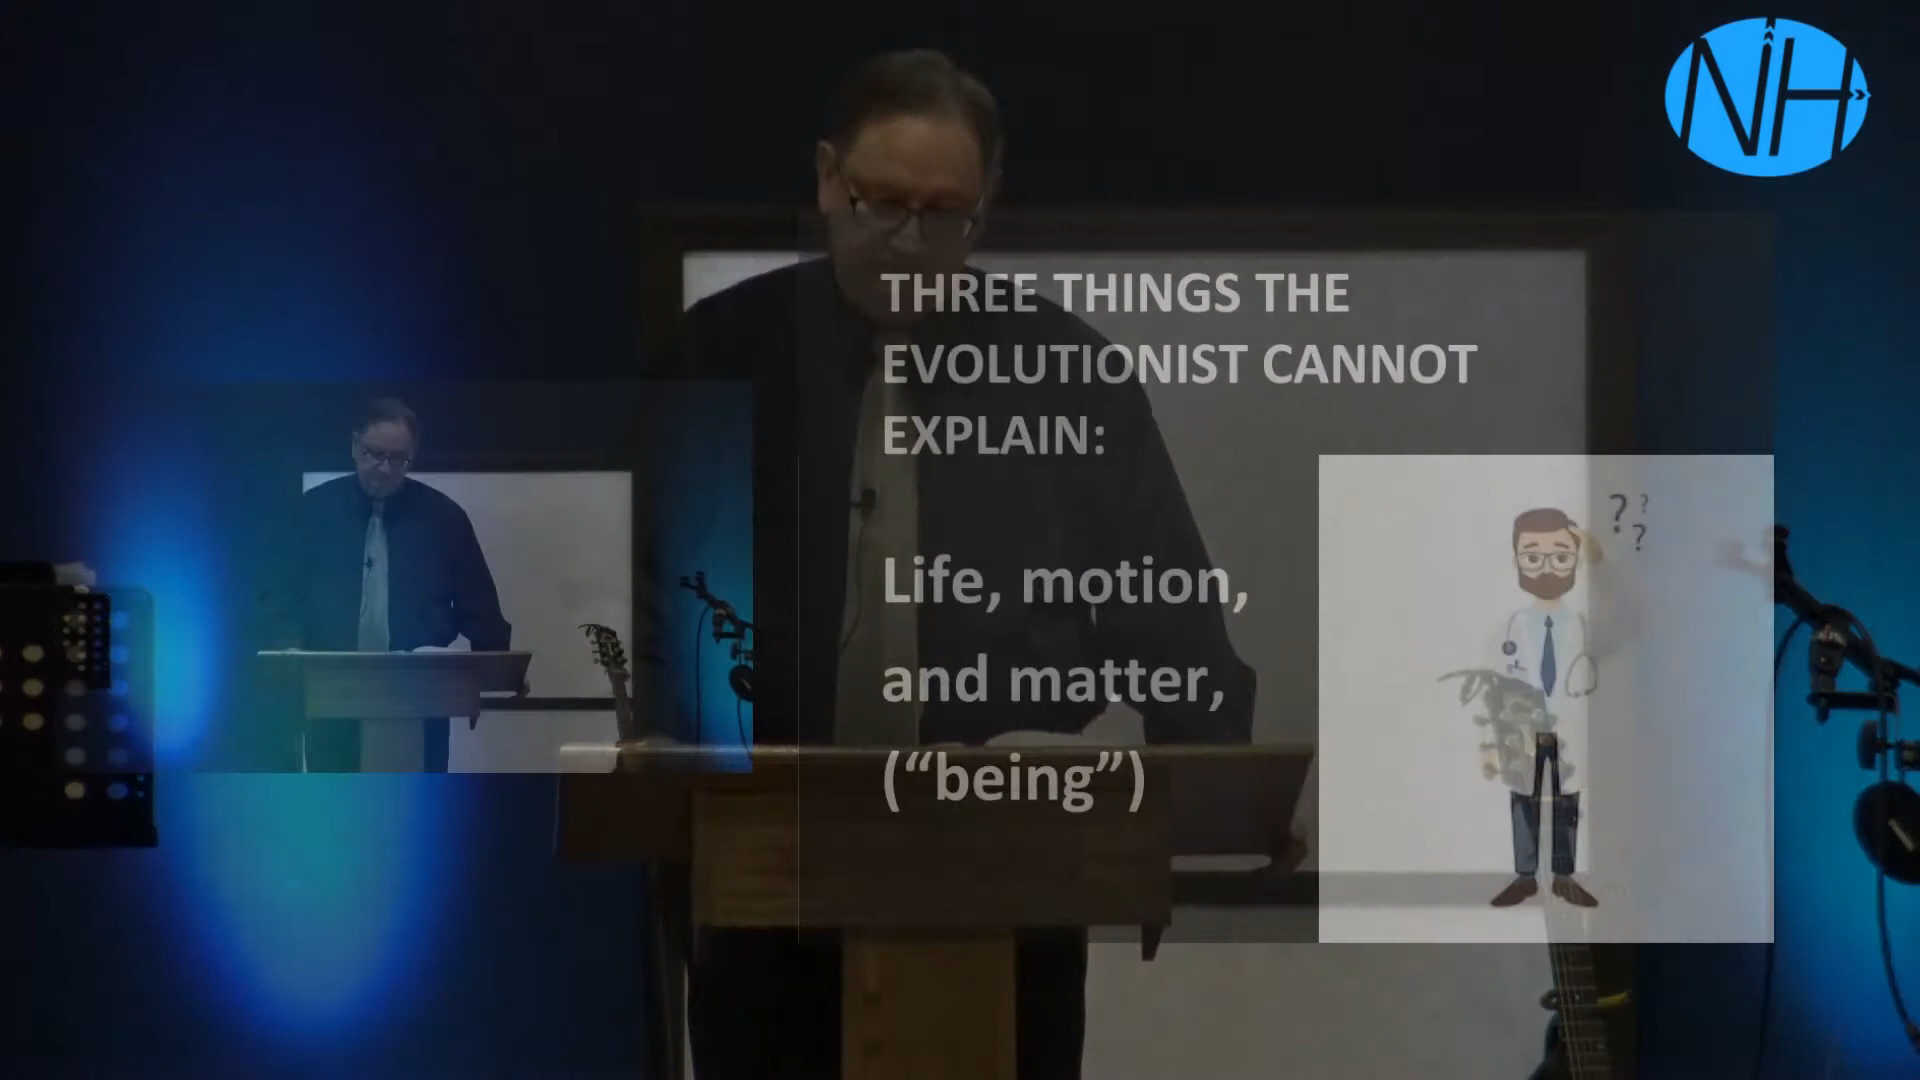 NH
THREE THINGS THE
EVOLUTIONIST CANNOT
EXPLAIN:
Life, motion,
and matter,
(“being”)
? ?
?